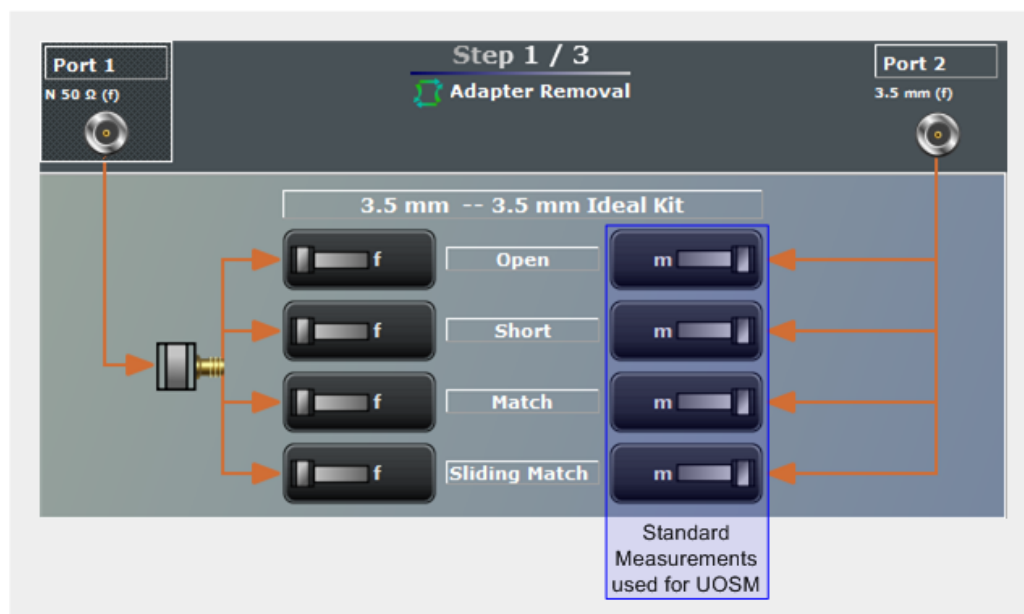 Port 1
N 50 Ω (f)
Step 1 / 3
Adapter Removal
Port 2
3.5 mm (f)
3.5 mm -- 3.5 mm Ideal Kit
f Open m
f Short m
f Match m
f Sliding Match m
Standard
Measurements
used for UOSM